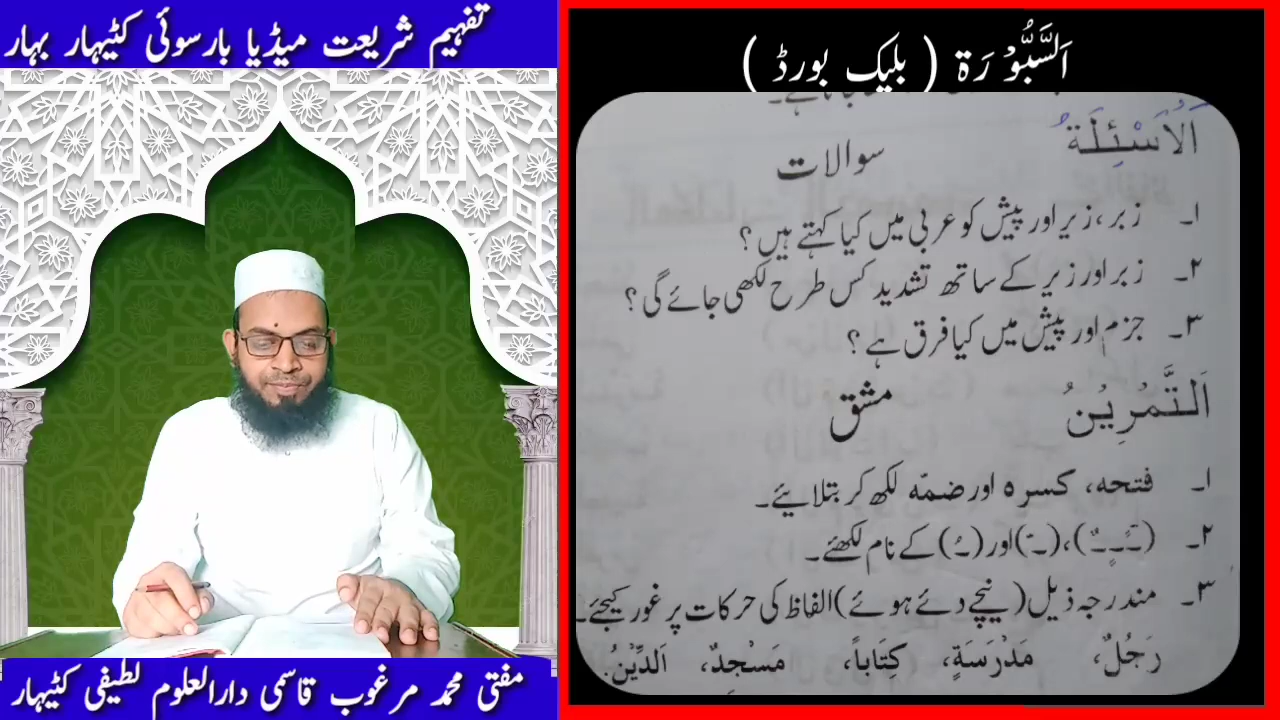 تفہیم شریعت میڈیا بارسوئی کٹیہار بہار
اَلسَّبُّوْرَة ( بلیک بورڈ )
اَلْاَسْئِلَةُ
سوالات
۱۔ زبر، زیر اور پیش کو عربی میں کیا کہتے ہیں؟
۲۔ زبر اور زیر کے ساتھ تشدید کس طرح لکھی جائے گی؟
۳۔ جزم اور پیش میں کیا فرق ہے؟
اَلتَّمْرِیْنُ
مشق
۱۔ فتحہ، کسرہ اور ضمّہ لکھ کر بتلایئے۔
۲۔ (ـًـٍـٌ)، (ـّ) اور (ـُ) کے نام لکھئے۔
۳۔ مندرجہ ذیل (نیچے دئے ہوئے) الفاظ کی حرکات پر غور کیجئے۔
رَجُلٌ، مَدْرَسَةٍ، کِتَاباً، مَسْجِدٌ، اَلدِّیْنُ
مفتی محمد مرغوب قاسمی دارالعلوم لطیفی کٹیہار